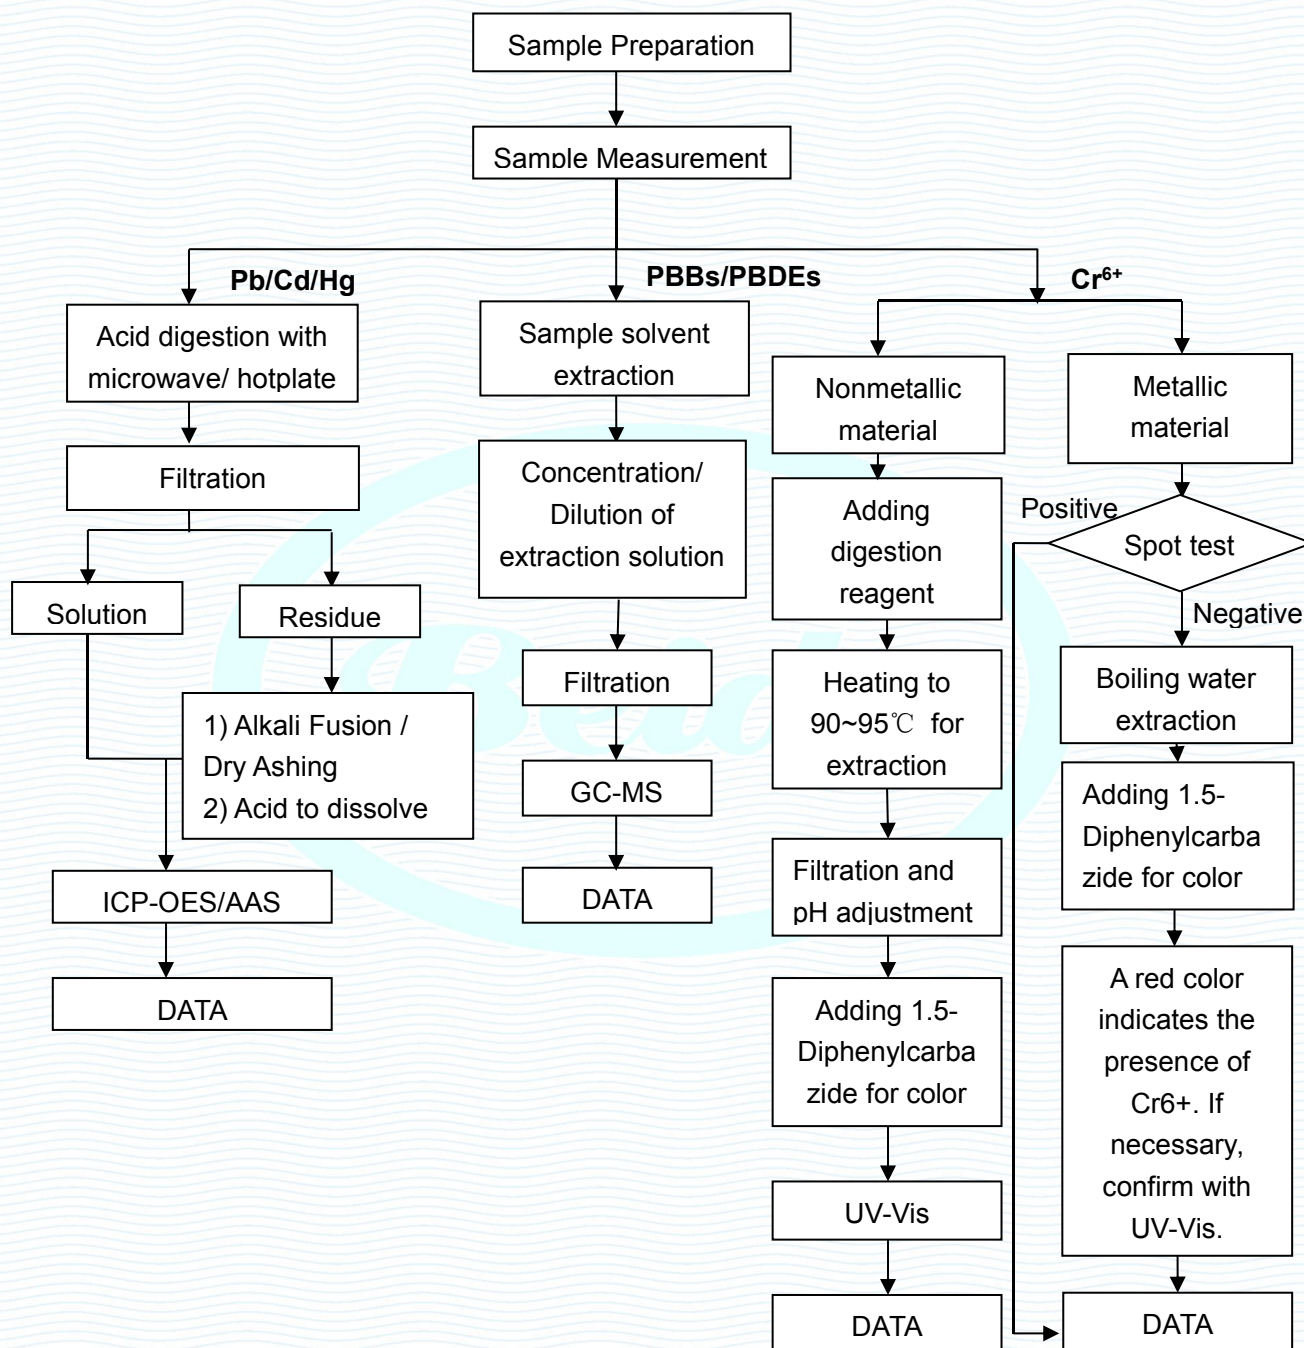 Sample Preparation
Sample Measurement
Pb/Cd/Hg
PBBs/PBDEs
Cr⁶⁺
Acid digestion with
microwave/ hotplate
Filtration
Solution
Residue
1) Alkali Fusion /
Dry Ashing
2) Acid to dissolve
ICP-OES/AAS
DATA
Sample solvent
extraction
Concentration/
Dilution of
extraction solution
Filtration
GC-MS
DATA
Nonmetallic
material
Adding
digestion
reagent
Heating to
90~95℃ for
extraction
Filtration and
pH adjustment
Adding 1.5-
Diphenylcarba
zide for color
UV-Vis
DATA
Metallic
material
Positive
Spot test
Negative
Boiling water
extraction
Adding 1.5-
Diphenylcarba
zide for color
A red color
indicates the
presence of
Cr6+. If
necessary,
confirm with
UV-Vis.
DATA